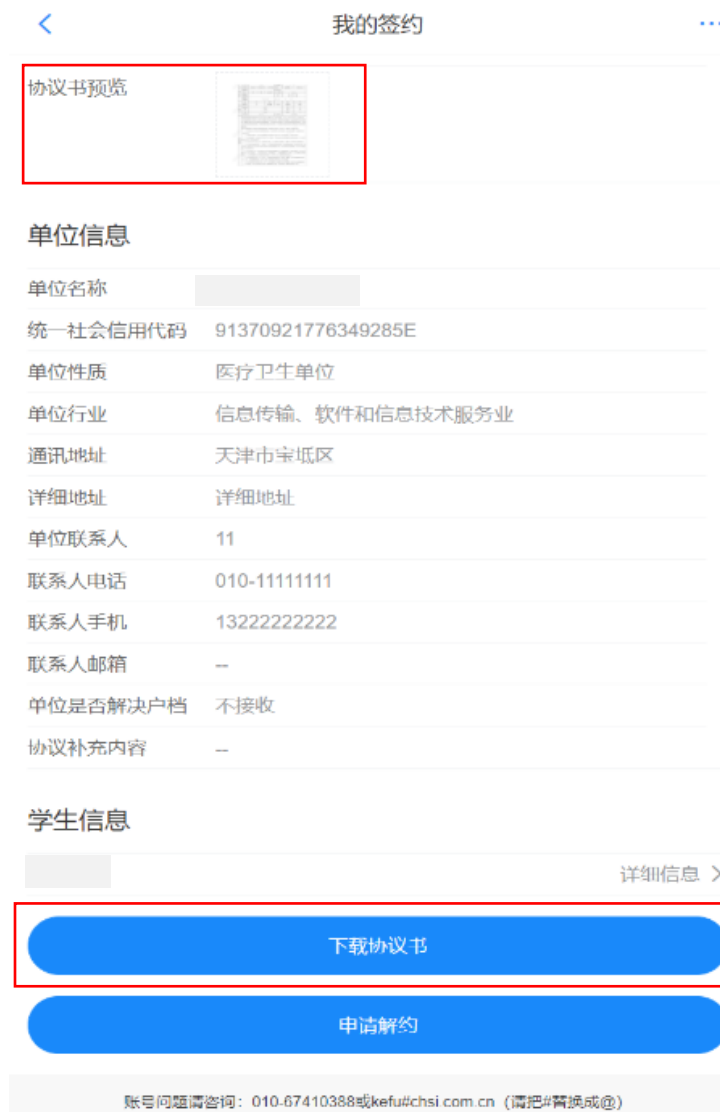 我的签约
协议书预览
单位信息
单位名称
统一社会信用代码 91370921776349285E
单位性质 医疗卫生单位
单位行业 信息传输、软件和信息技术服务业
通讯地址 天津市宝坻区
详细地址 详细地址
单位联系人 11
联系人电话 010-11111111
联系人手机 13222222222
联系人邮箱 --
单位是否解决户档 不接收
协议补充内容 --
学生信息
详细信息
下载协议书
申请解约
账号问题请咨询：010-67410388或kefu#chsi.com.cn（请把#替换成@）